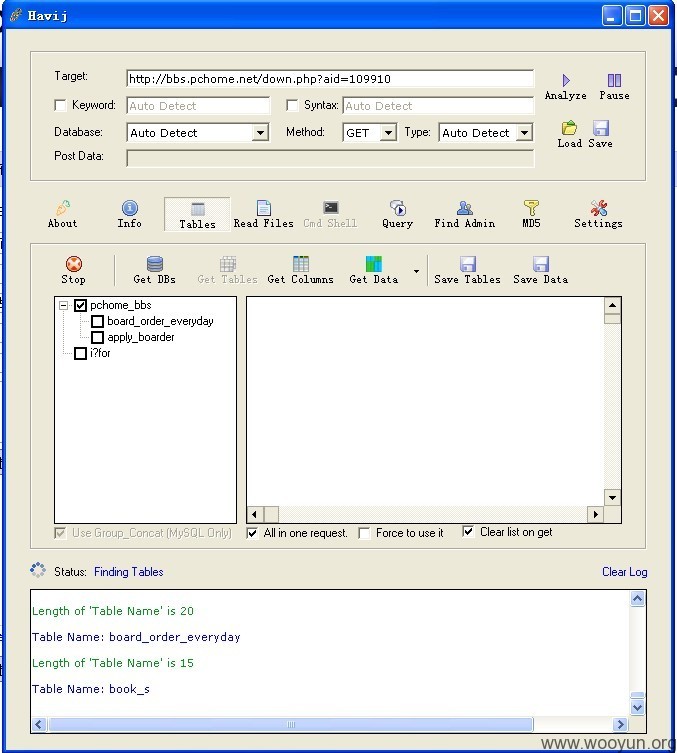 Havij
Target: http://bbs.pchome.net/down.php?aid=109910
Analyze Pause
Keyword: Auto Detect Syntax: Auto Detect
Database: Auto Detect Method: GET Type: Auto Detect
Load Save
Post Data:
About Info Tables Read Files Cmd Shell Query Find Admin MD5 Settings
Stop Get DBs Get Tables Get Columns Get Data Save Tables Save Data
pchome_bbs
board_order_everyday
apply_boarder
i?for
Use Group_Concat (MySQL Only) All in one request. Force to use it Clear list on get
Status: Finding Tables Clear Log
Length of 'Table Name' is 20
Table Name: board_order_everyday
Length of 'Table Name' is 15
Table Name: book_s
www.wooyun.org